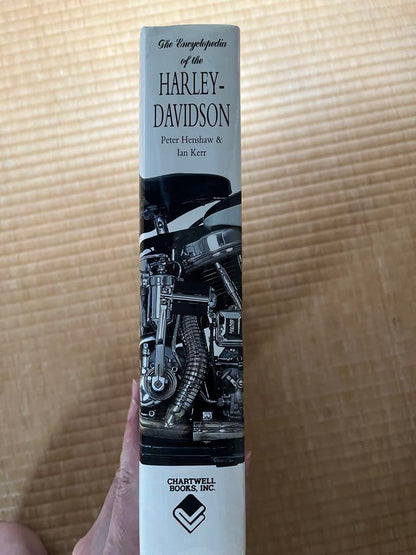 The Encyclopedia
of the
HARLEY-
DAVIDSON
Peter Henshaw &
Ian Kerr
CHARTWELL
BOOKS, INC.